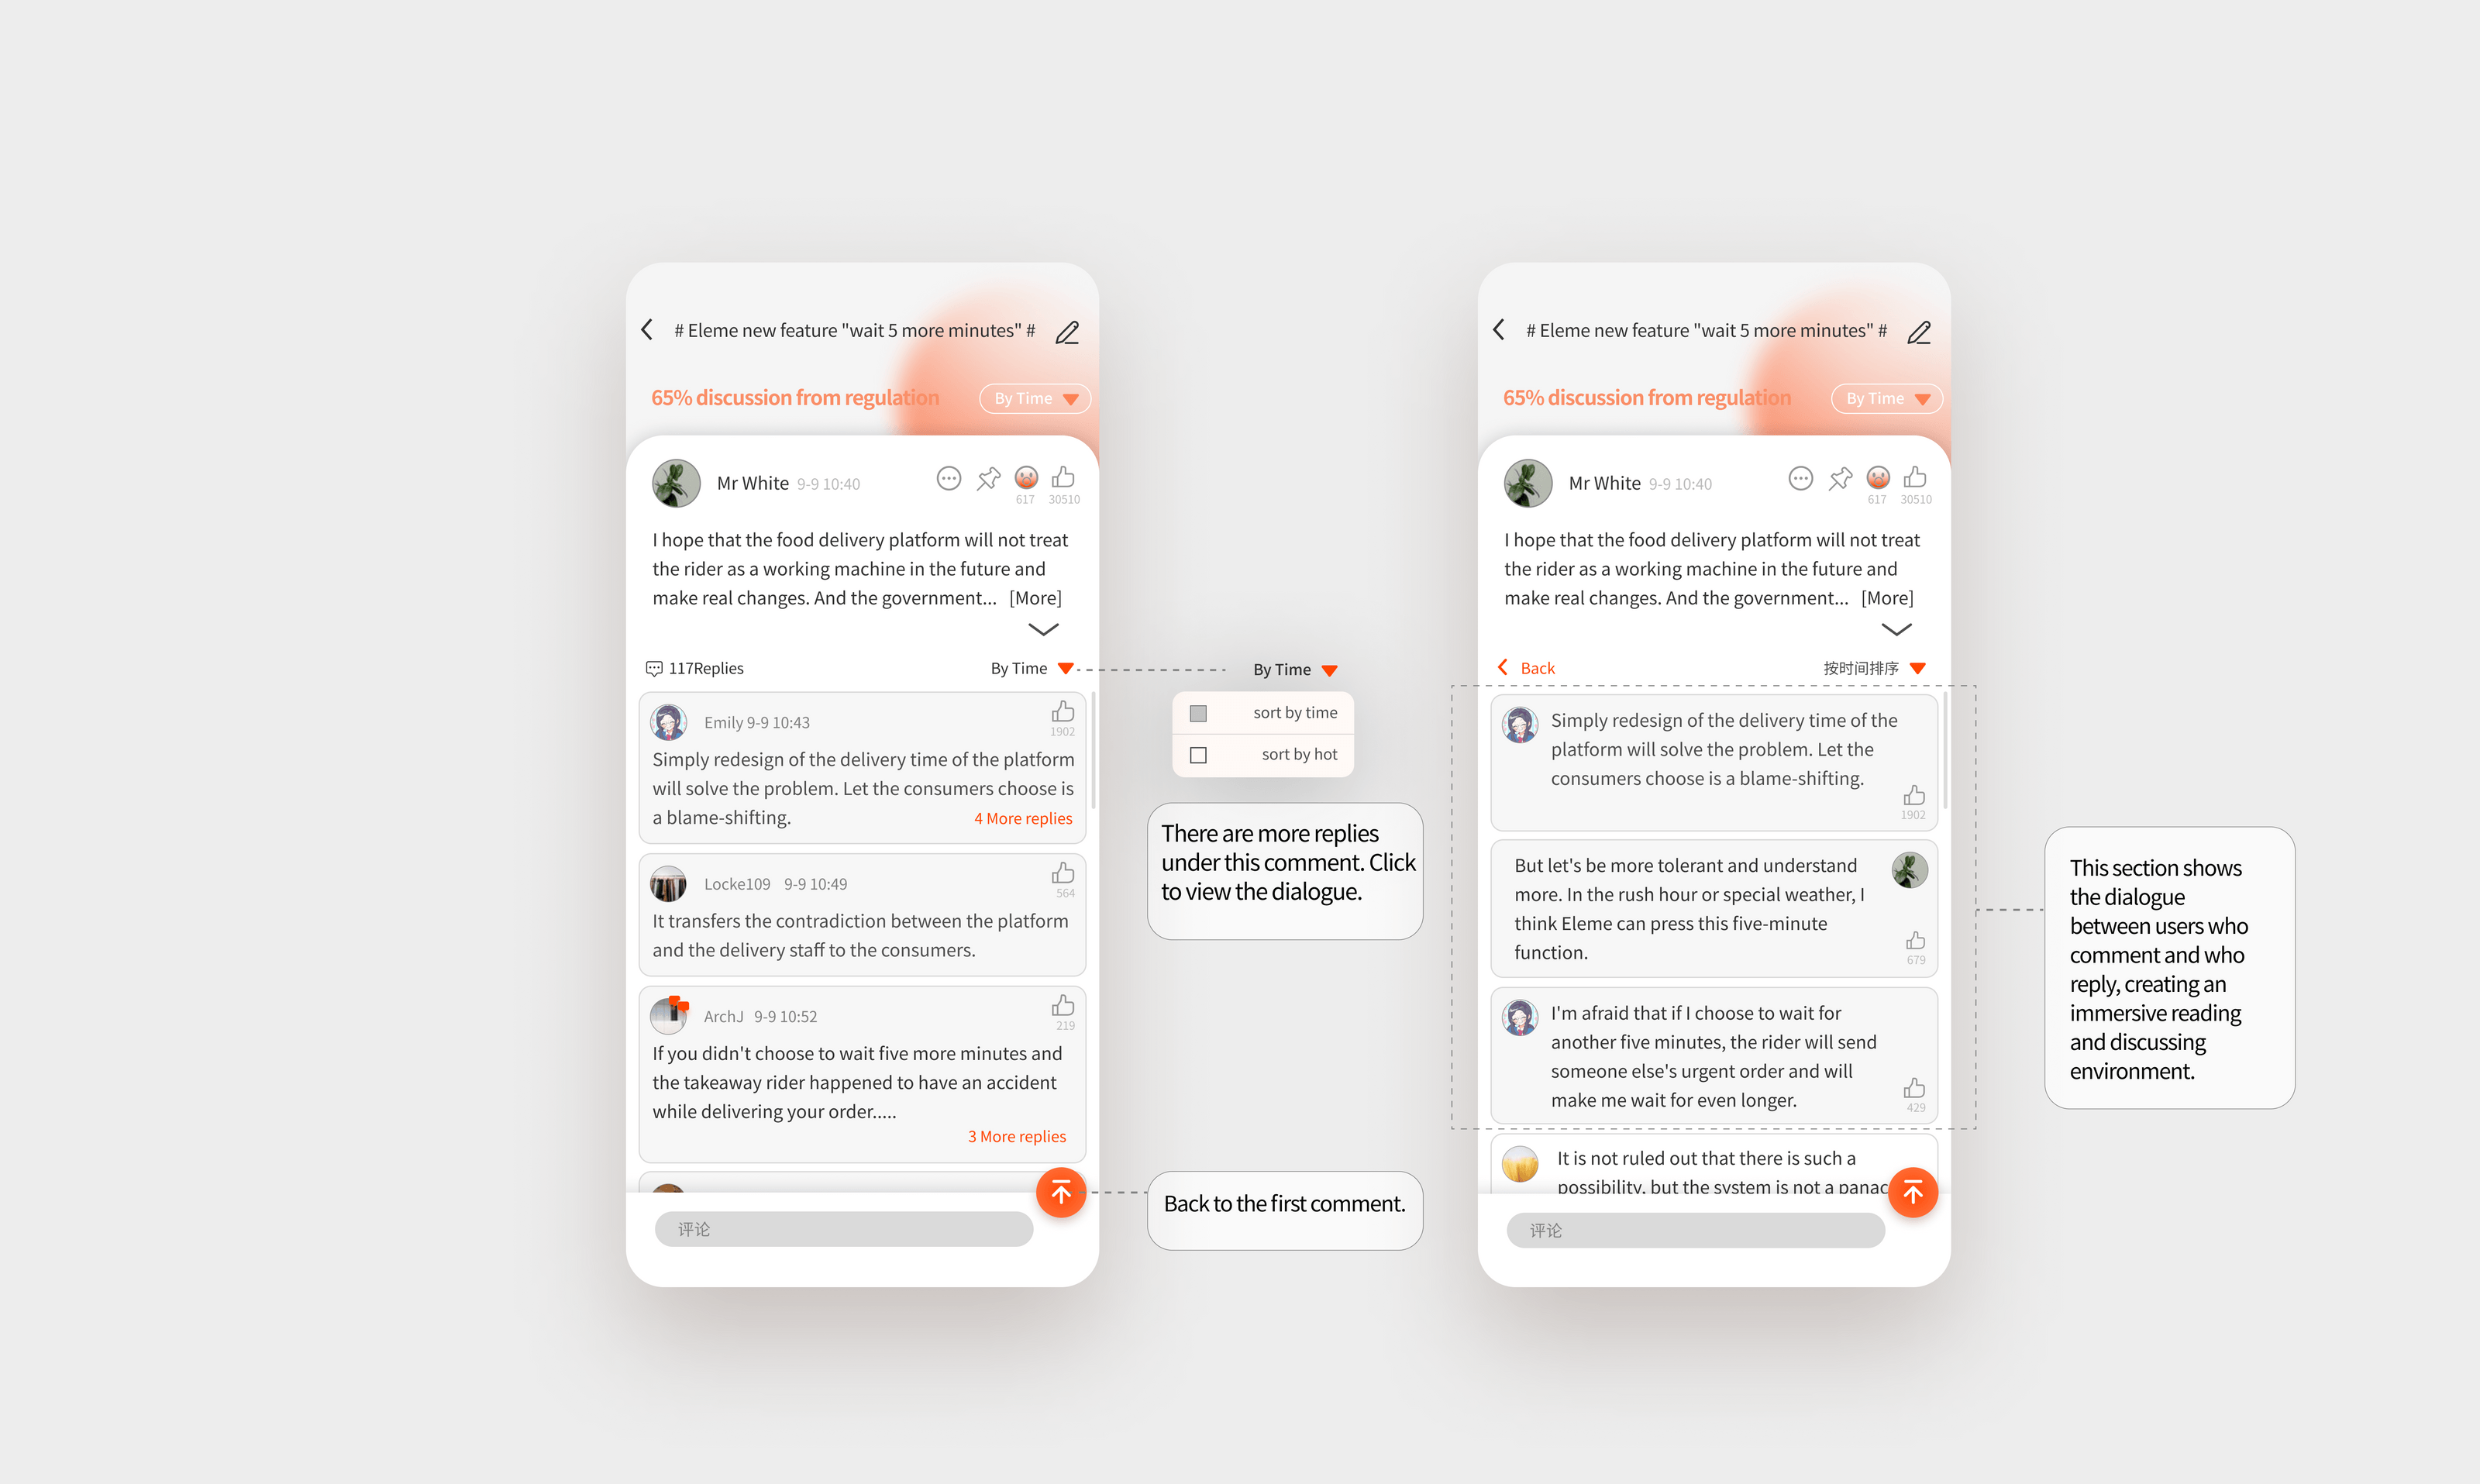 # Eleme new feature "wait 5 more minutes" #
65% discussion from regulation
By Time
Mr White 9-9 10:40
617
30510
I hope that the food delivery platform will not treat
the rider as a working machine in the future and
make real changes. And the government... [More]
117Replies
By Time
Emily 9-9 10:43
1902
Simply redesign of the delivery time of the platform
will solve the problem. Let the consumers choose is
a blame-shifting.
4 More replies
Locke109 9-9 10:49
564
It transfers the contradiction between the platform
and the delivery staff to the consumers.
ArchJ 9-9 10:52
219
If you didn't choose to wait five more minutes and
the takeaway rider happened to have an accident
while delivering your order.....
3 More replies
评论
By Time
sort by time
sort by hot
There are more replies
under this comment. Click
to view the dialogue.
Back to the first comment.
# Eleme new feature "wait 5 more minutes" #
65% discussion from regulation
By Time
Mr White 9-9 10:40
617
30510
I hope that the food delivery platform will not treat
the rider as a working machine in the future and
make real changes. And the government... [More]
Back
按时间排序
Simply redesign of the delivery time of the
platform will solve the problem. Let the
consumers choose is a blame-shifting.
1902
But let's be more tolerant and understand
more. In the rush hour or special weather, I
think Eleme can press this five-minute
function.
679
I'm afraid that if I choose to wait for
another five minutes, the rider will send
someone else's urgent order and will
make me wait for even longer.
429
It is not ruled out that there is such a
possibility, but the system is not a panac
评论
This section shows
the dialogue
between users who
comment and who
reply, creating an
immersive reading
and discussing
environment.